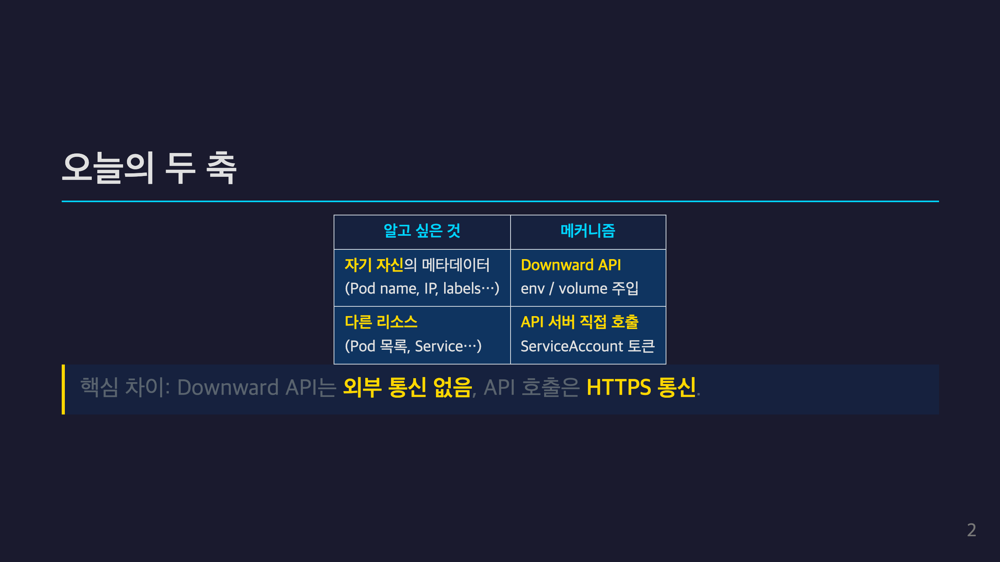 오늘의 두 축
알고 싶은 것
메커니즘
자기 자신의 메타데이터
(Pod name, IP, labels…)
Downward API
env / volume 주입
다른 리소스
(Pod 목록, Service…)
API 서버 직접 호출
ServiceAccount 토큰
핵심 차이: Downward API는 외부 통신 없음, API 호출은 HTTPS 통신.
2